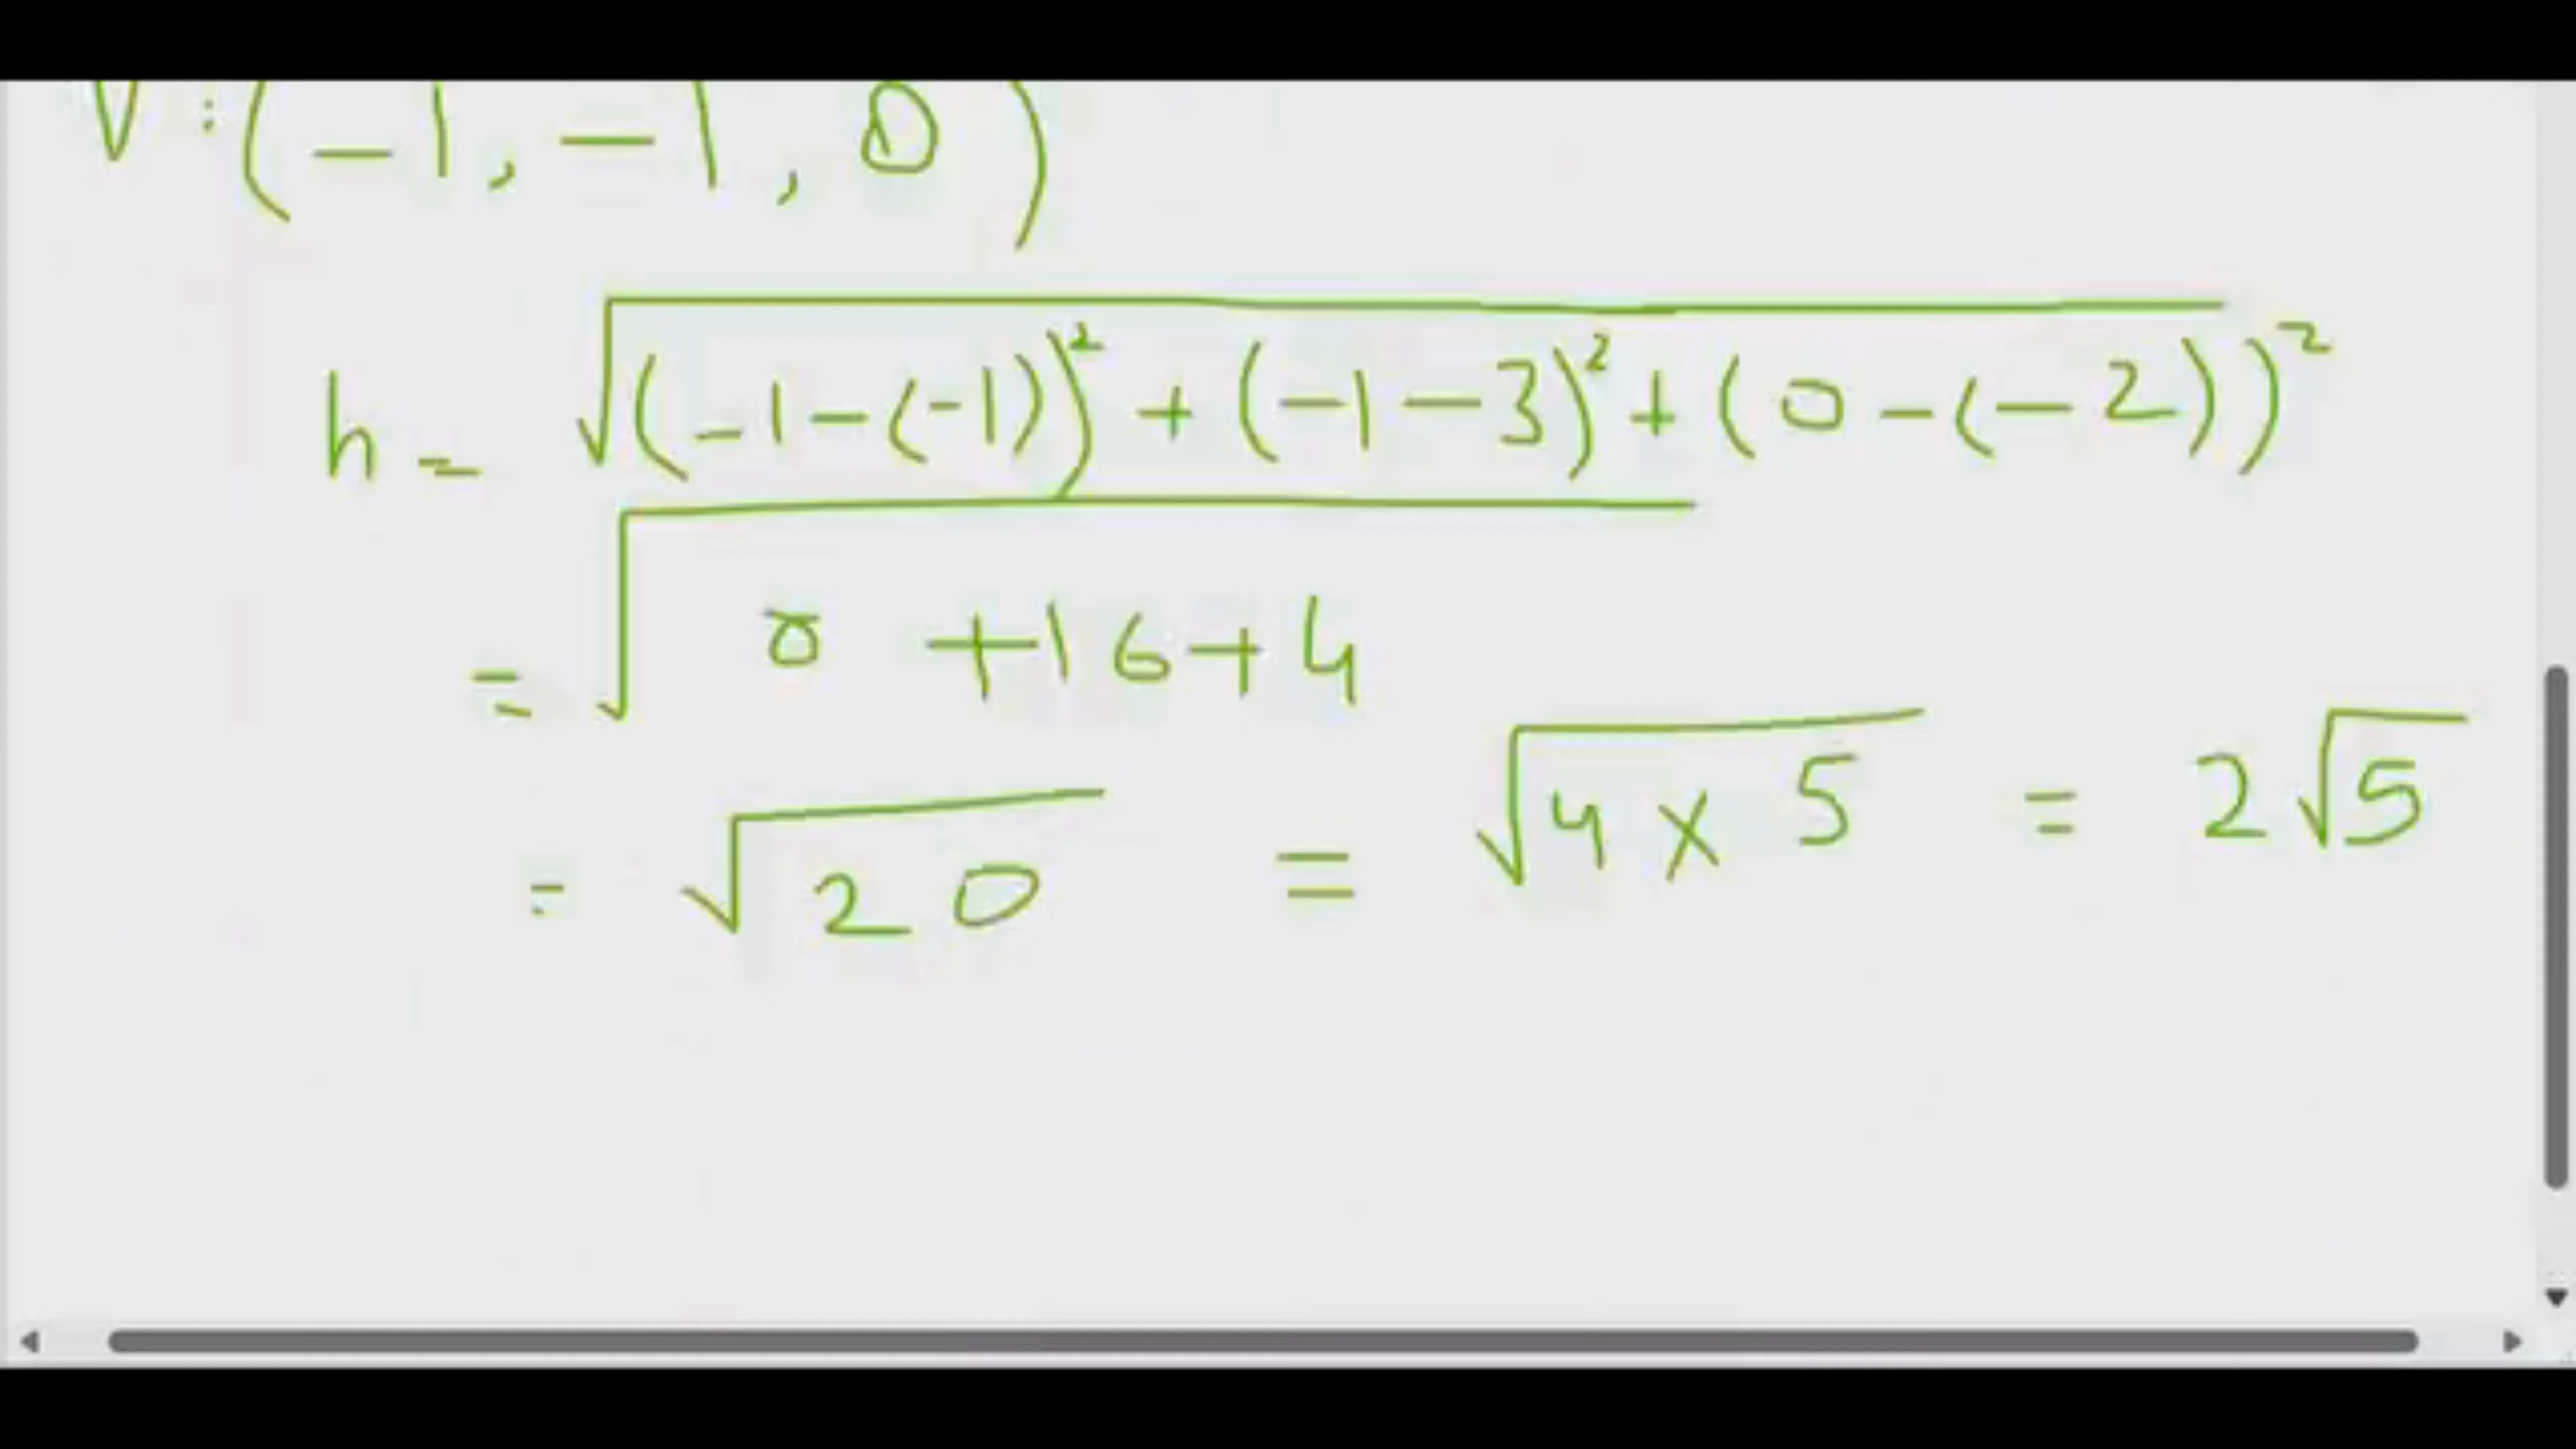 V : (-1, -1, 0)
h = √((-1-(-1))² + (-1-3)² + (0-(-2))²
= √(0 + 16 + 4
= √20 = √(4 × 5) = 2√5